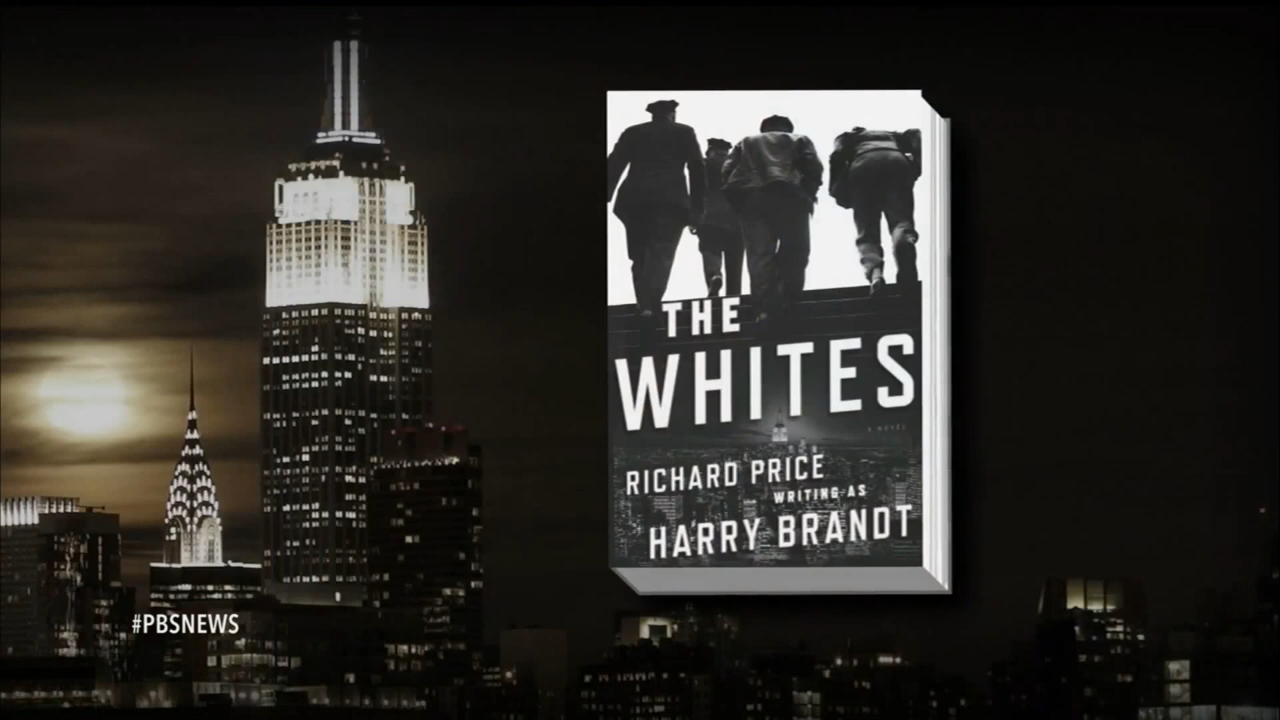 THE
WHITES
A NOVEL
RICHARD PRICE
WRITING AS
HARRY BRANDT
#PBSNEWS